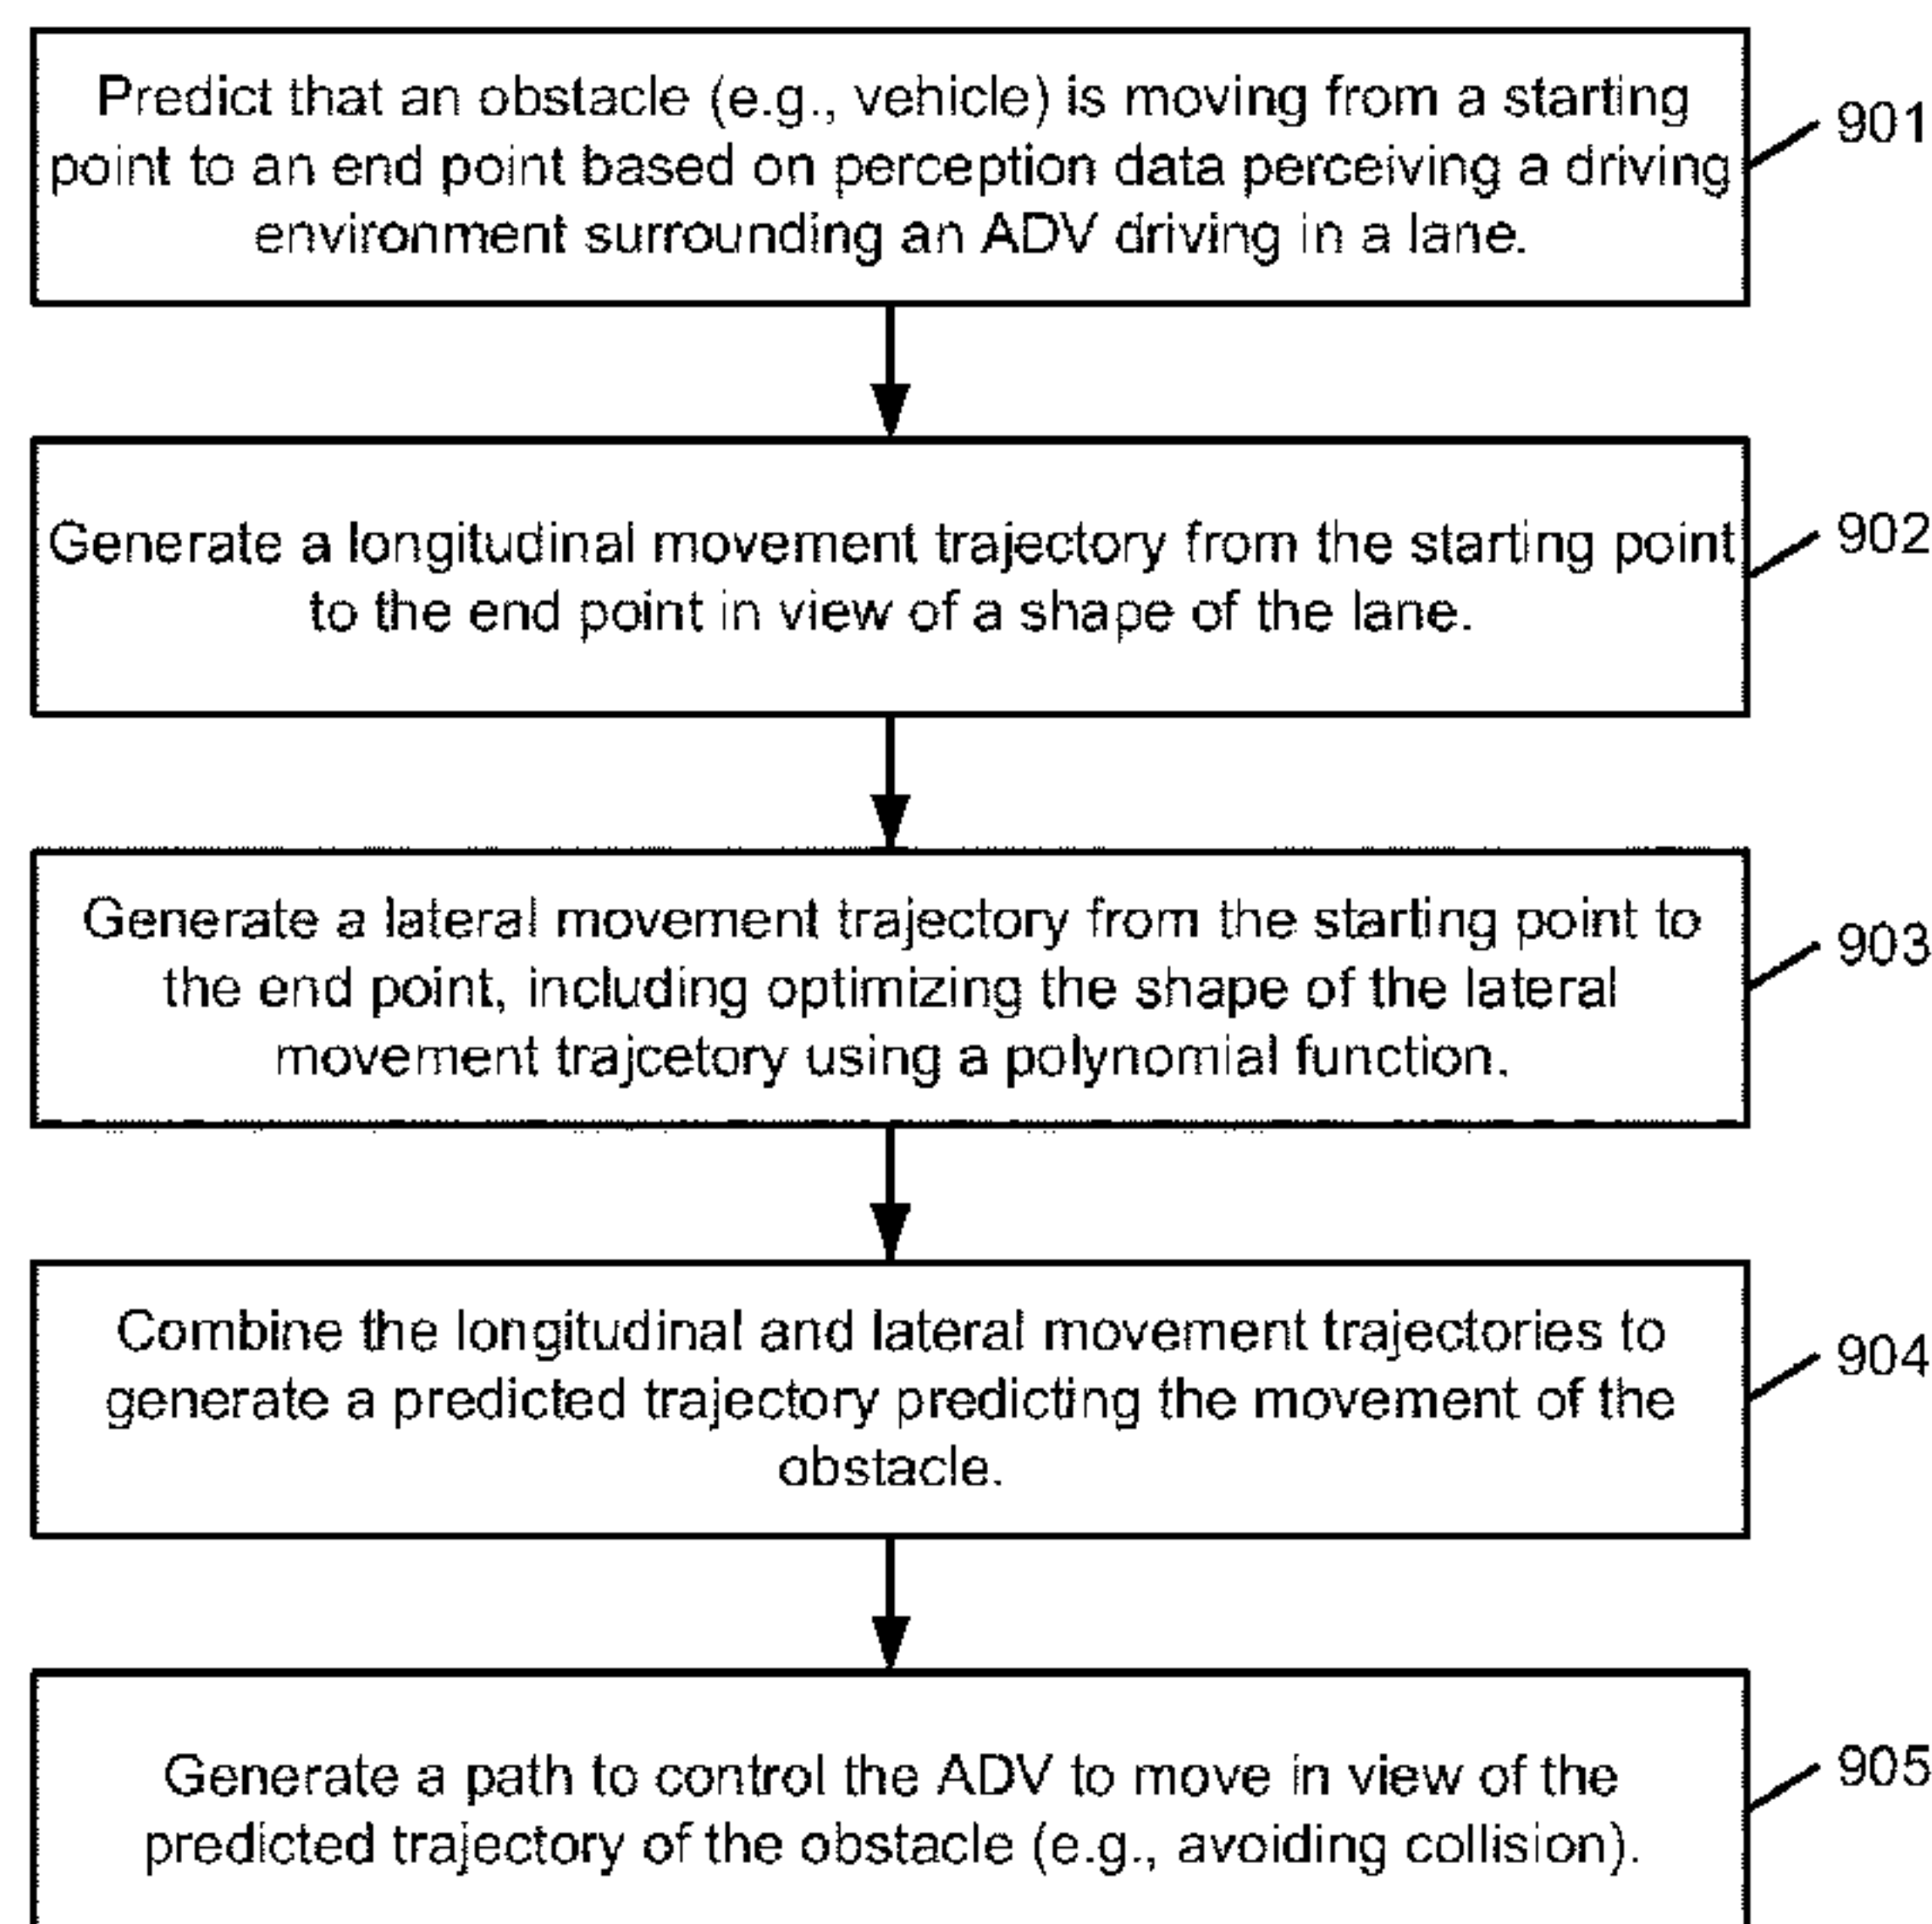 Predict that an obstacle (e.g., vehicle) is moving from a starting
point to an end point based on perception data perceiving a driving
environment surrounding an ADV driving in a lane.
901
Generate a longitudinal movement trajectory from the starting point
to the end point in view of a shape of the lane.
902
Generate a lateral movement trajectory from the starting point to
the end point, including optimizing the shape of the lateral
movement trajcetory using a polynomial function.
903
Combine the longitudinal and lateral movement trajectories to
generate a predicted trajectory predicting the movement of the
obstacle.
904
Generate a path to control the ADV to move in view of the
predicted trajectory of the obstacle (e.g., avoiding collision).
905